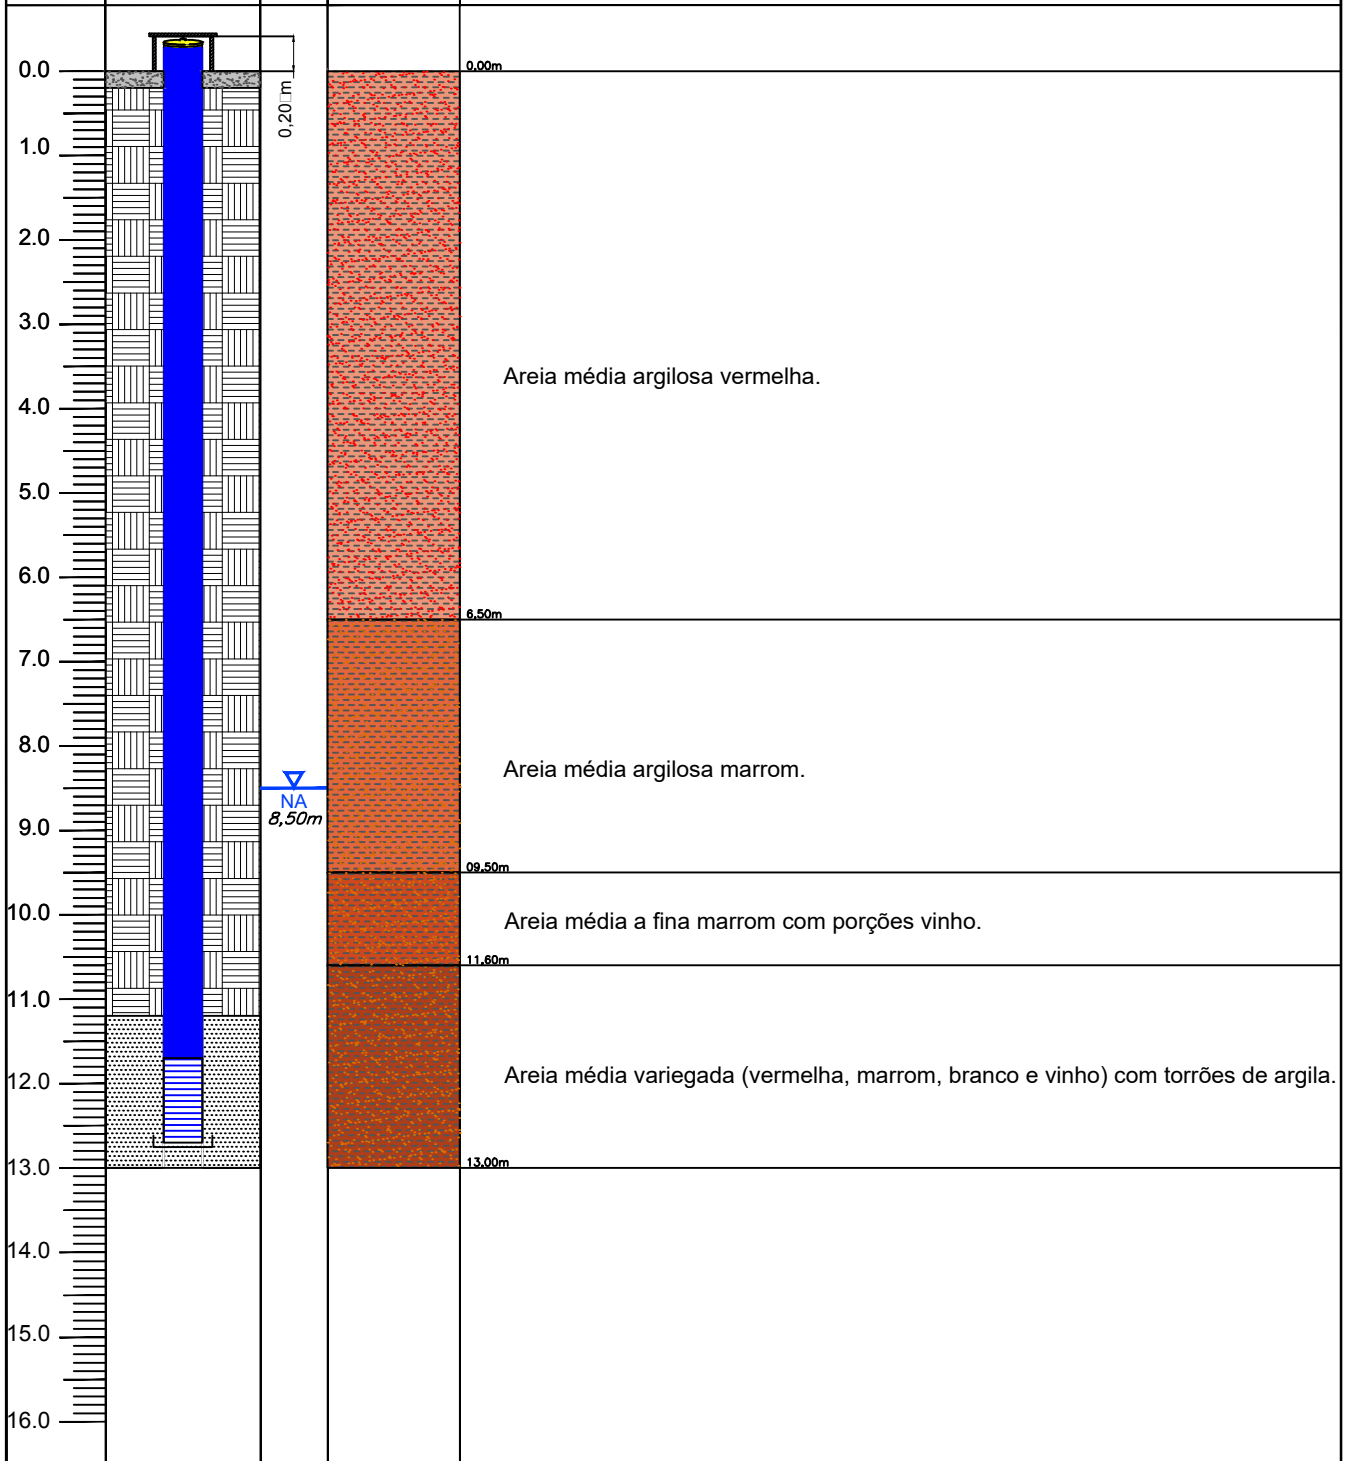 0.0
0,20 m
0.00m
1.0
2.0
3.0
Areia média argilosa vermelha.
4.0
5.0
6.0
6.50m
7.0
8.0
Areia média argilosa marrom.
NA
8,50m
9.0
09.50m
10.0
Areia média a fina marrom com porções vinho.
11.60m
11.0
12.0
Areia média variegada (vermelha, marrom, branco e vinho) com torrões de argila.
13.0
13.00m
14.0
15.0
16.0